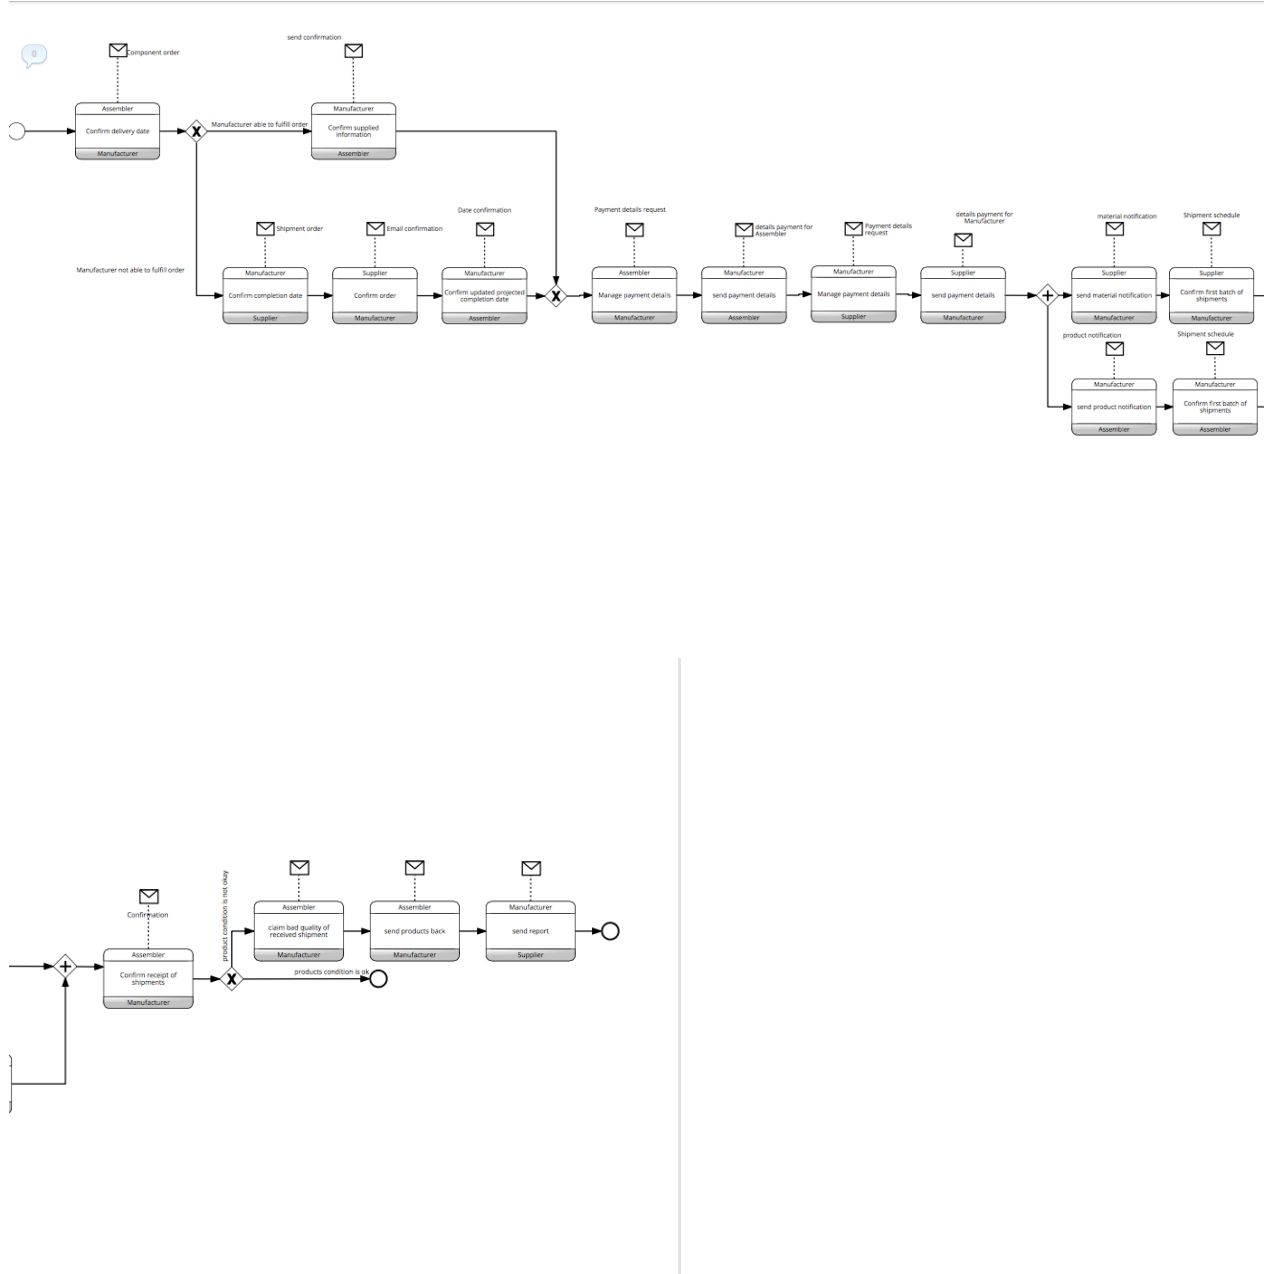 0
Component order
send confirmation
Assembler
Confirm delivery date
Manufacturer
X
Manufacturer able to fulfill order
Manufacturer
Confirm supplied
information
Assembler
Manufacturer not able to fulfill order
Shipment order
Manufacturer
Confirm completion date
Supplier
Email confirmation
Supplier
Confirm order
Manufacturer
Date confirmation
Manufacturer
Confirm updated projected
completion date
Assembler
X
Payment details request
Assembler
Manage payment details
Manufacturer
details payment for
Assembler
Manufacturer
send payment details
Assembler
Payment details
request
Manufacturer
Manage payment details
Supplier
details payment for
Manufacturer
Supplier
send payment details
Manufacturer
material notification
Supplier
send material notification
Manufacturer
Shipment schedule
Supplier
Confirm first batch of
shipments
Manufacturer
product notification
Manufacturer
send product notification
Assembler
Shipment schedule
Manufacturer
Confirm first batch of
shipments
Assembler
Confirmation
Assembler
Confirm receipt of
shipments
Manufacturer
X
product condition is not okay
Assembler
claim bad quality of
received shipment
Manufacturer
Assembler
send products back
Manufacturer
Manufacturer
send report
Supplier
products condition is ok